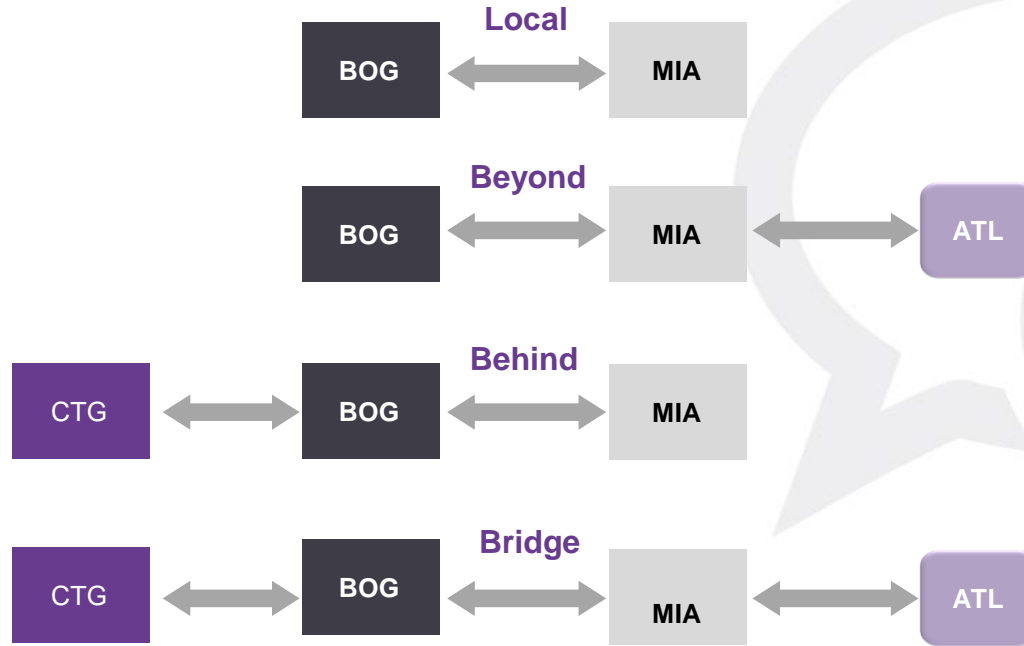 Local
BOG MIA
Beyond
BOG MIA ATL
Behind
CTG BOG MIA
Bridge
CTG BOG MIA ATL